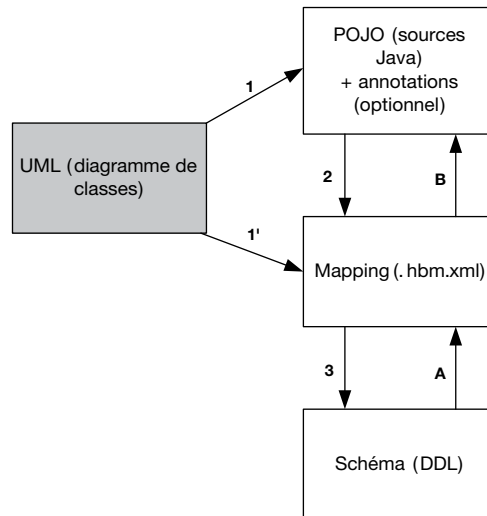 POJO (sources
Java)
+ annotations
(optionnel)
1
UML (diagramme de
classes)
2
B
1'
Mapping (. hbm.xml)
3
A
Schéma (DDL)